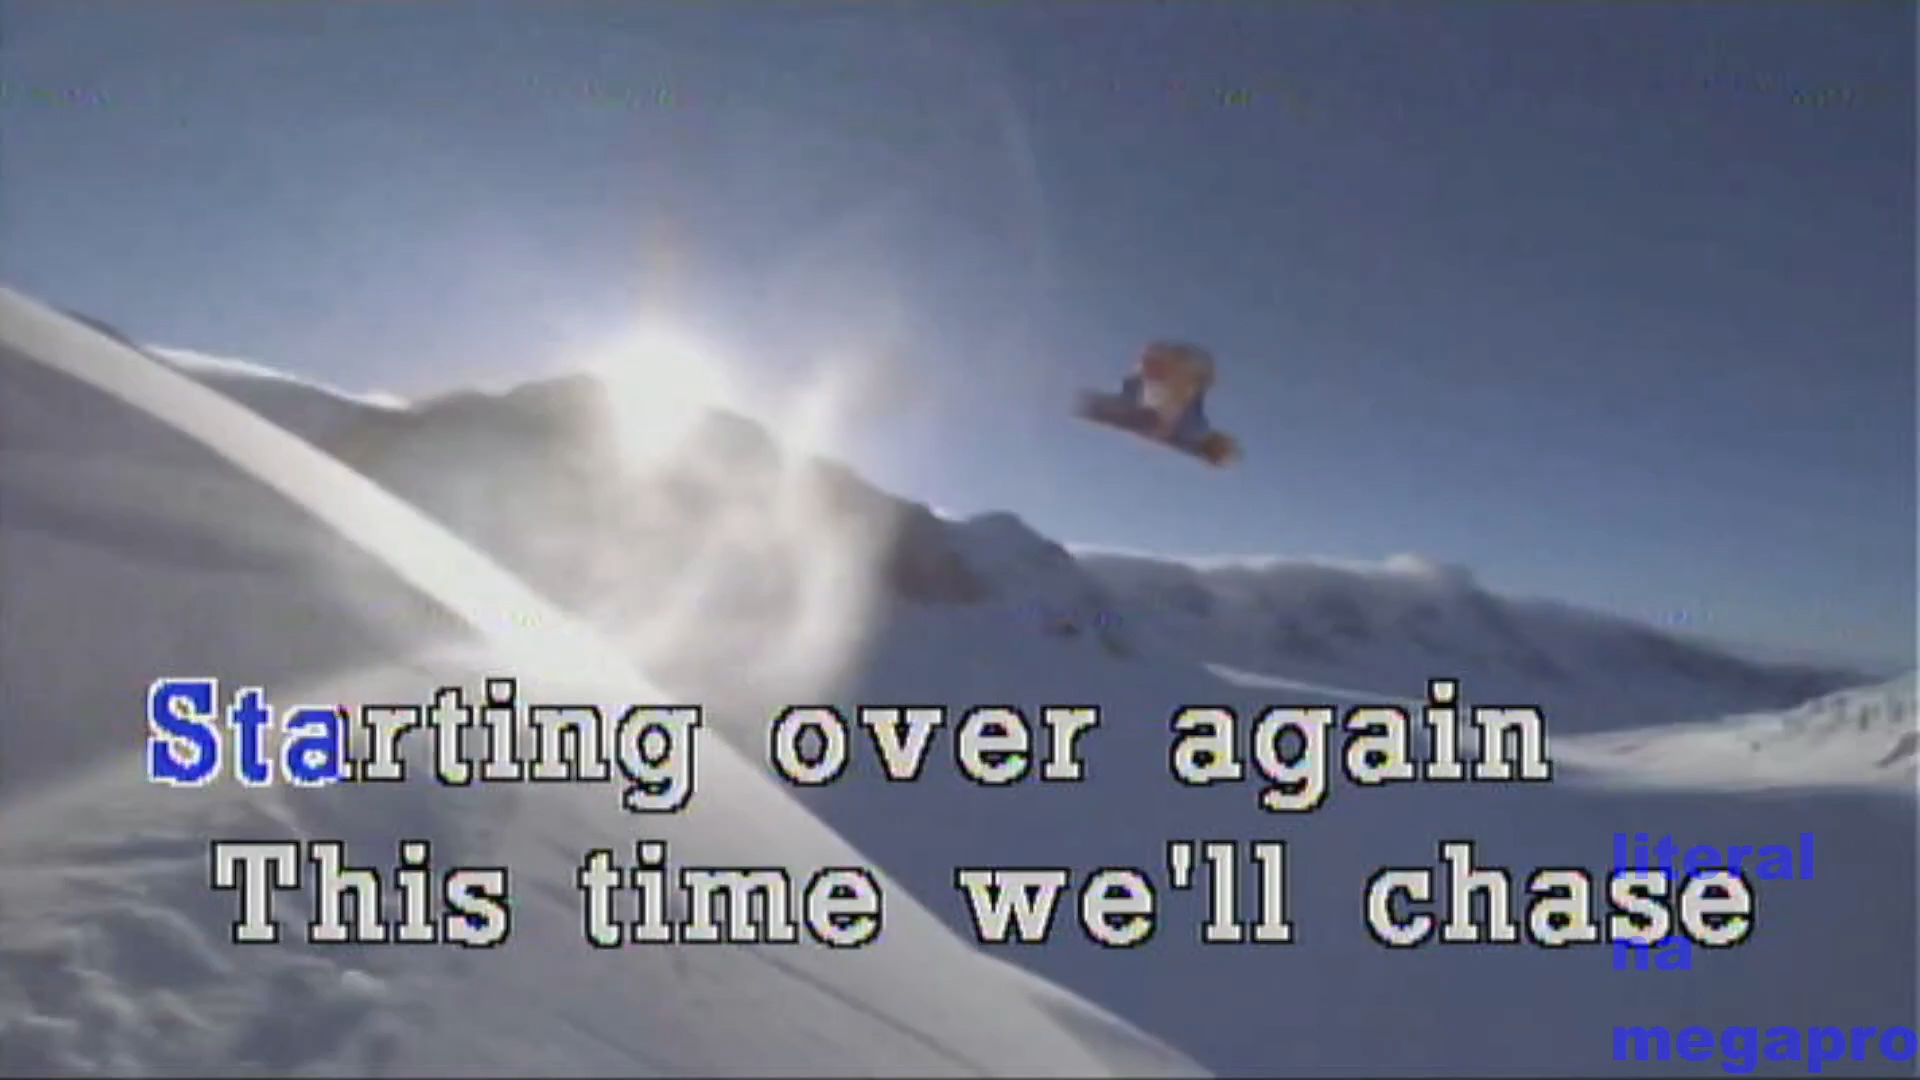 Starting over again
This time we'll chase
literal
na
megapro